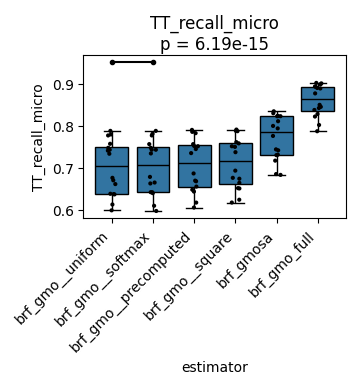 TT_recall_micro
p = 6.19e-15
TT_recall_micro
0.9
0.8
0.7
0.6
brf_gmo__uniform
brf_gmo__softmax
brf_gmo__precomputed
brf_gmo__square
brf_gmosa
brf_gmo_full
estimator